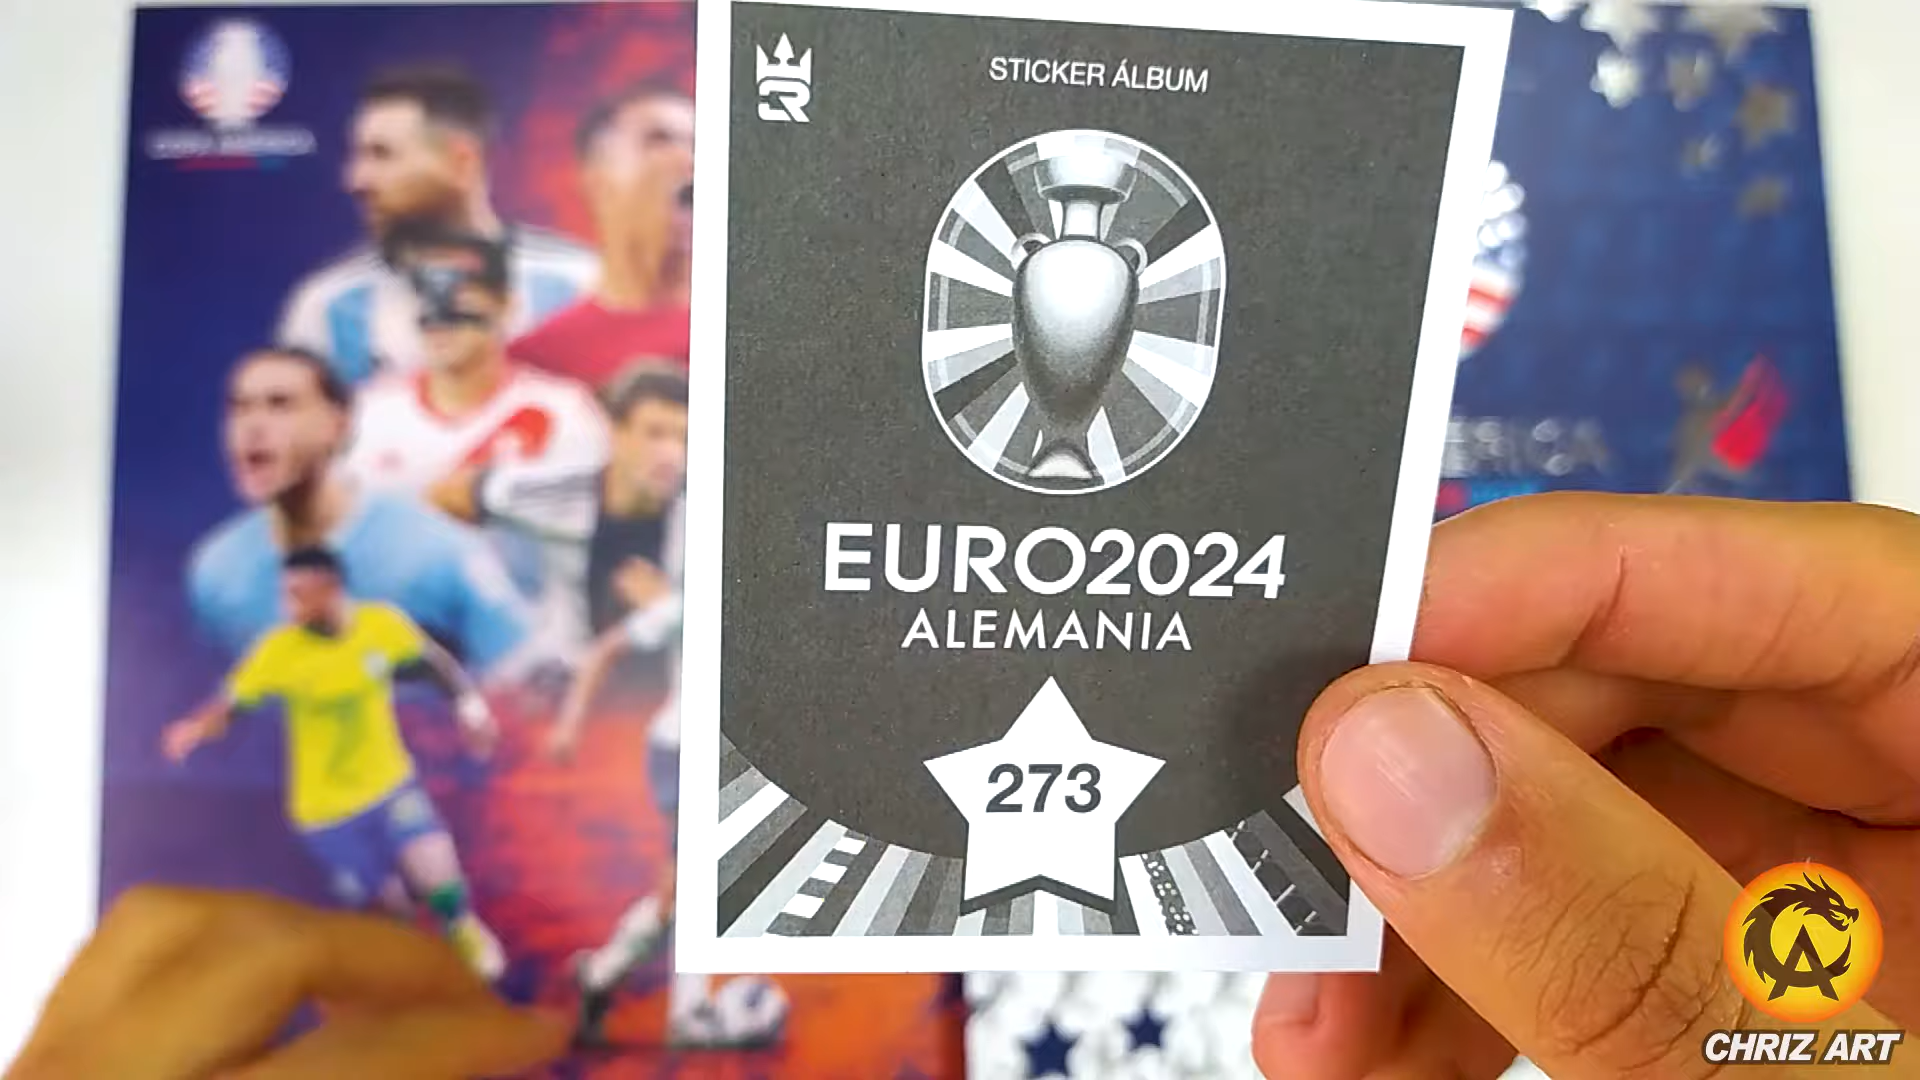 STICKER ÁLBUM
EURO2024
ALEMANIA
273
CHRIZ ART